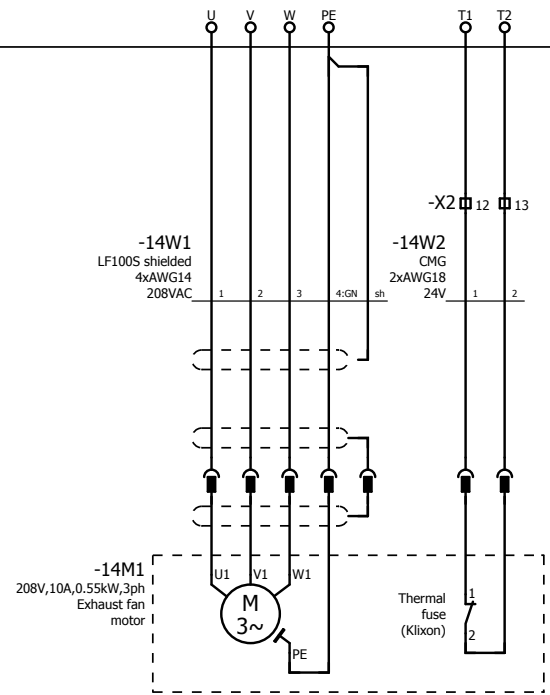 U V W PE T1 T2
-X2 12 13
-14W1
LF100S shielded
4xAWG14
208VAC 1 2 3 4:GN sh
-14W2
CMG
2xAWG18
24V 1 2
-14M1
208V,10A,0.55kW,3ph
Exhaust fan
motor
U1 V1 W1
M
3~
PE
Thermal
fuse
(Klixon)
1
2